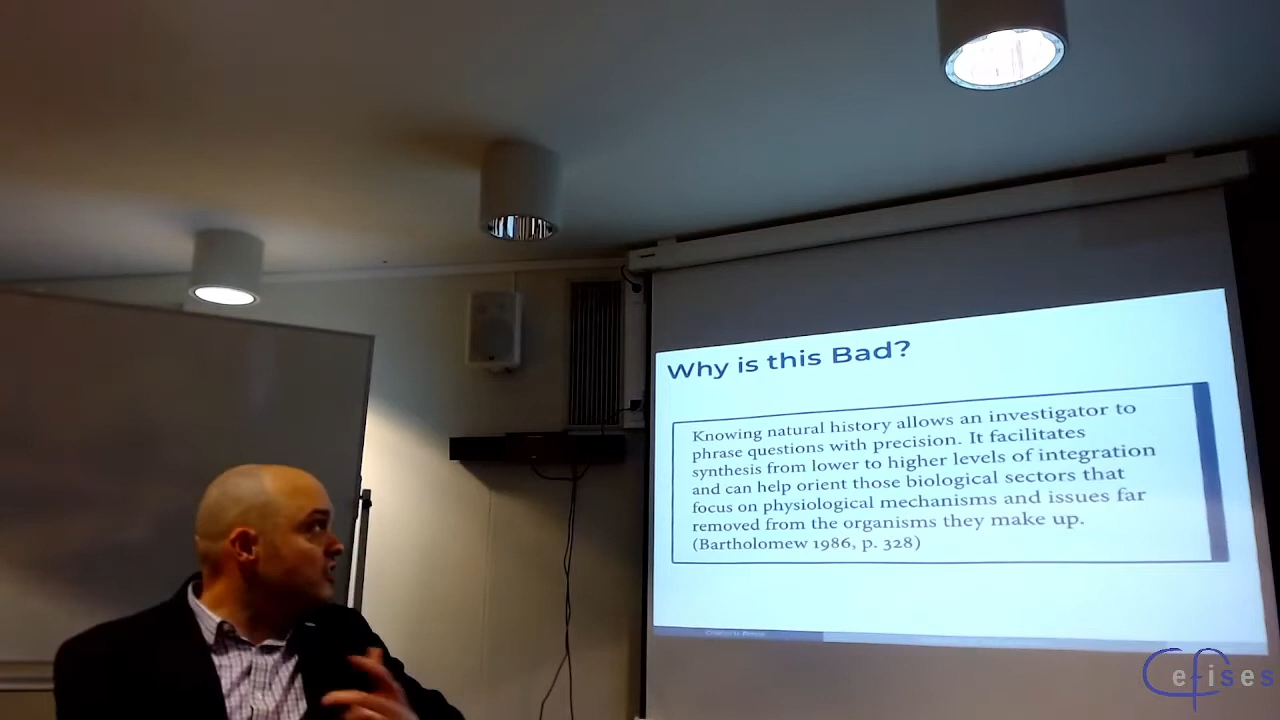 Why is this Bad?
Knowing natural history allows an investigator to
phrase questions with precision. It facilitates
synthesis from lower to higher levels of integration
and can help orient those biological sectors that
focus on physiological mechanisms and issues far
removed from the organisms they make up.
(Bartholomew 1986, p. 328)
Cefises